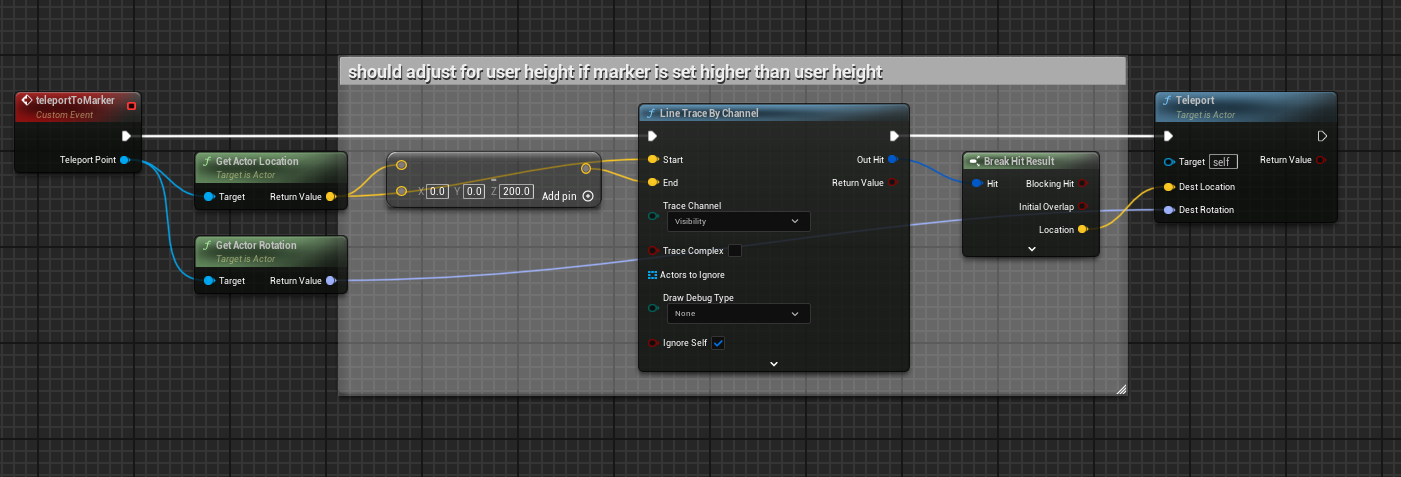 should adjust for user height if marker is set higher than user height
teleportToMarker
Custom Event
Teleport Point
Get Actor Location
Target is Actor
Target
Return Value
Get Actor Rotation
Target is Actor
Target
Return Value
-
X 0.0 Y 0.0 Z 200.0
Add pin
Line Trace By Channel
Start
Out Hit
End
Return Value
Trace Channel
Visibility
Trace Complex
Actors to Ignore
Draw Debug Type
None
Ignore Self
Break Hit Result
Hit
Blocking Hit
Initial Overlap
Location
Teleport
Target is Actor
Target self
Return Value
Dest Location
Dest Rotation